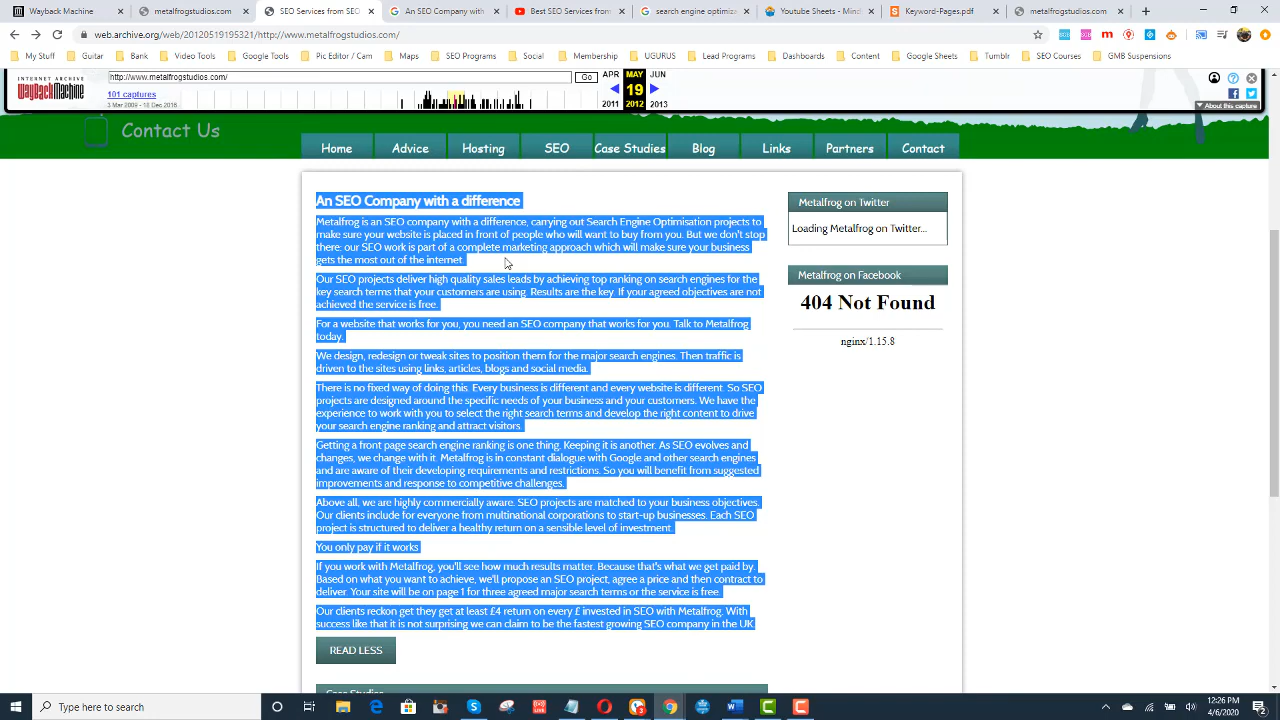 Wayback Machine
metalfrogstudios.com/
SEO Services
An SEO Company with a difference
Best SEO Services
search engine optimiza
Youtube Sheets - Minds
Keyword-Pages.pdf
metalfrogstudios.com/
web.archive.org/web/20120519195321/http://metalfrogstudios.com/
My Stuff
Guitar
Bank
Video Tools
Google Tools
Pic Editor / Cam
Maps
SEO Programs
Social
Membership
UGURUS
Lead Programs
Dashboards
Content
Google Sheets
Tumblr
SEO Courses
GMB Suspensions
INTERNET ARCHIVE
WayBackMachine
http://www.metalfrogstudios.com/
Go
APR MAY JUN
101 captures
19
3 Mar 2009 - 18 Dec 2016
2011 2012 2013
About this capture
Contact Us
Home
Advice
Hosting
SEO
Case Studies
Blog
Links
Partners
Contact
An SEO Company with a difference
Metalfrog is an SEO company with a difference, carrying out Search Engine Optimisation projects to
make sure your website is placed in front of people who will want to buy from you. But we don't stop
there: our SEO work is part of a complete marketing approach which will make sure your business
gets the most out of the internet.
Our SEO projects deliver high quality sales leads by achieving top ranking on search engines for the
key search terms that your customers are using. Results are the key. If your agreed objectives are not
achieved the service is free.
For a website that works for you, you need an SEO company that works for you. Talk to Metalfrog
today.
We design, redesign or tweak sites to position them for the major search engines. Then traffic is
driven to the sites using links, articles, blogs and social media.
There is no fixed way of doing this. Every business is different and every website is different. So SEO
projects are designed around the specific needs of your business and your customers. We have the
experience to work with you to select the right search terms and develop the right content to drive
your search engine ranking and attract visitors.
Getting a front page search engine ranking is one thing. Keeping it is another. As SEO evolves and
changes, we change with it. Metalfrog is in constant dialogue with Google and other search engines
and are aware of their developing requirements and restrictions. So you will benefit from suggested
improvements and response to competitive challenges.
Above all, we are highly commercially aware. SEO projects are matched to your business objectives.
Our clients include for everyone from multinational corporations to start-up businesses. Each SEO
project is structured to deliver a healthy return on a sensible level of investment.
You only pay if it works
If you work with Metalfrog, you'll see how much results matter. Because that's what we get paid by.
Based on what you want to achieve, we'll propose an SEO project, agree a price and then contract to
deliver. Your site will be on page 1 for three agreed major search terms or the service is free.
Our clients reckon get they get at least £4 return on every £ invested in SEO with Metalfrog. With
success like that it is not surprising we can claim to be the fastest growing SEO company in the UK
READ LESS
Case Studies
Metalfrog on Twitter
Loading Metalfrog on Twitter...
Metalfrog on Facebook
404 Not Found
nginx/1.15.8
Type here to search
12:26 PM
4/6/2020